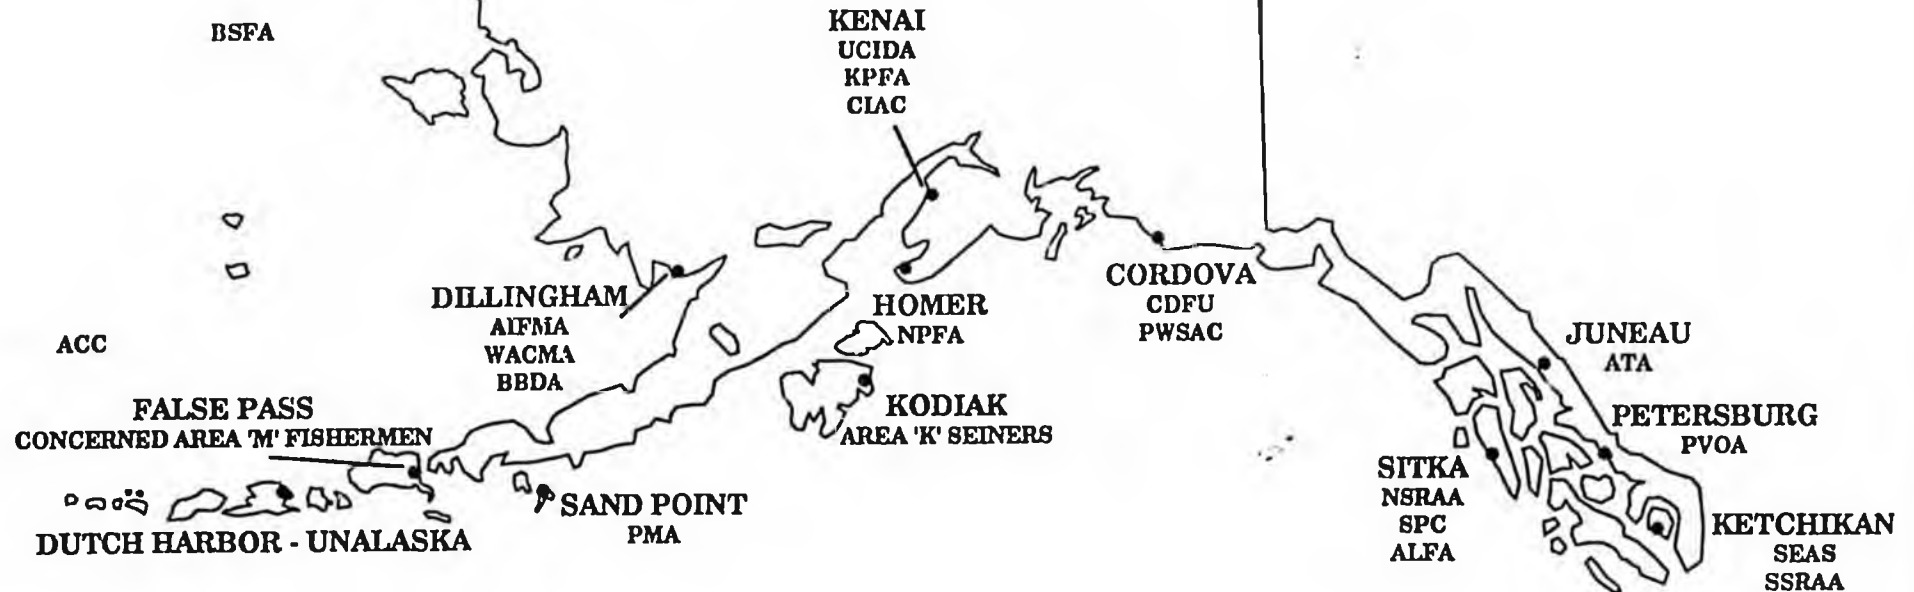 BSFA
KENAI
UCIDA
KPFA
CIAC
DILLINGHAM
AIFMA
WACMA
BBDA
HOMER
NPFA
CORDOVA
CDFU
PWSAC
ACC
JUNEAU
ATA
FALSE PASS
CONCERNED AREA 'M' FISHERMEN
KODIAK
AREA 'K' SEINERS
PETERSBURG
PVOA
SITKA
NSRAA
SPC
ALFA
SAND POINT
PMA
DUTCH HARBOR - UNALASKA
KETCHIKAN
SEAS
SSRAA